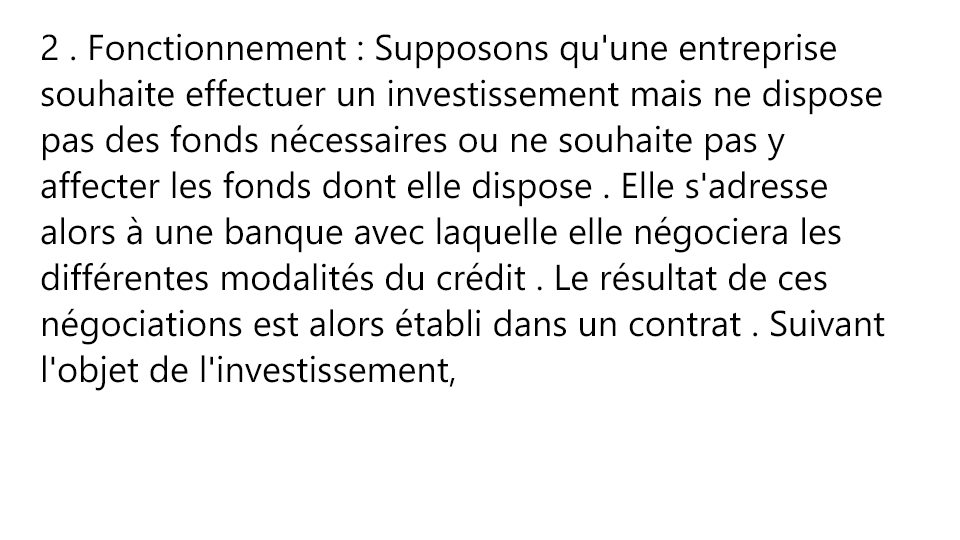 2 . Fonctionnement : Supposons qu'une entreprise
souhaite effectuer un investissement mais ne dispose
pas des fonds nécessaires ou ne souhaite pas y
affecter les fonds dont elle dispose . Elle s'adresse
alors à une banque avec laquelle elle négociera les
différentes modalités du crédit . Le résultat de ces
négociations est alors établi dans un contrat . Suivant
l'objet de l'investissement,